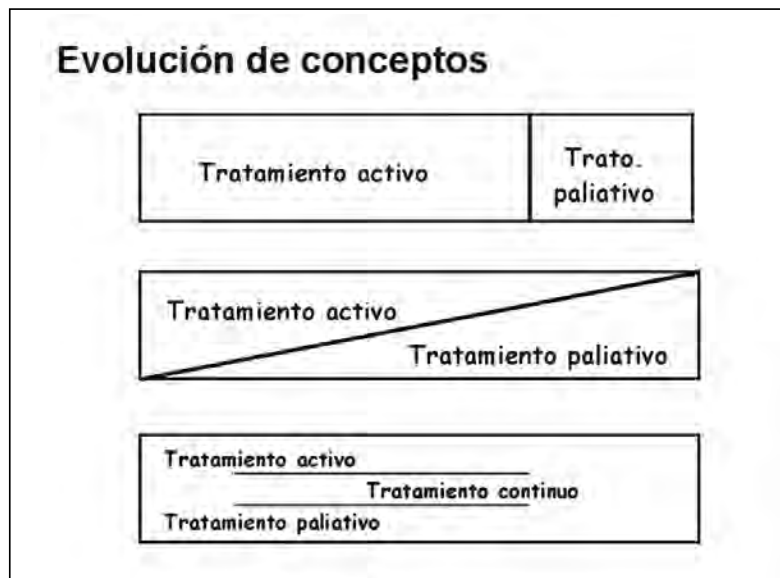 Evolución de conceptos
Tratamiento activo
Trato.
paliativo
Tratamiento activo
Tratamiento paliativo
Tratamiento activo
Tratamiento continuo
Tratamiento paliativo